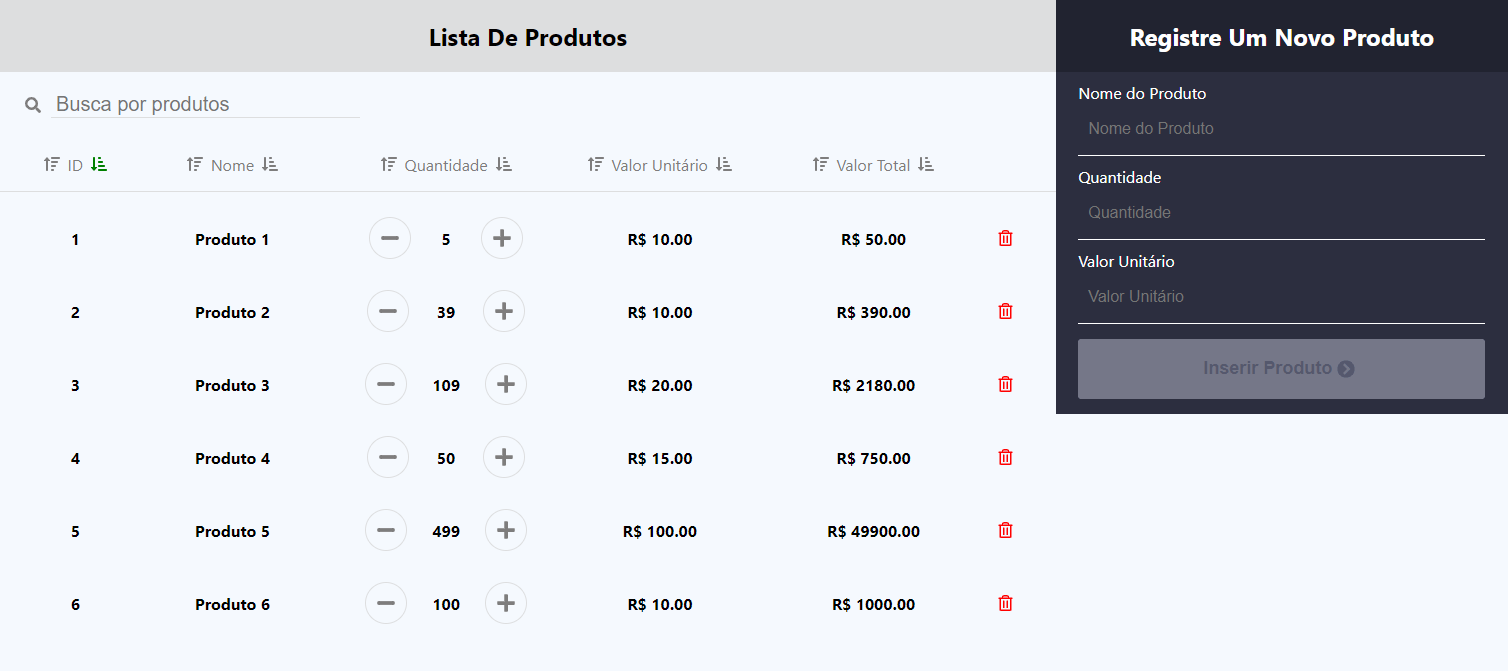 Lista De Produtos
Busca por produtos
ID Nome Quantidade Valor Unitário Valor Total
1 Produto 1 5 R$ 10.00 R$ 50.00
2 Produto 2 39 R$ 10.00 R$ 390.00
3 Produto 3 109 R$ 20.00 R$ 2180.00
4 Produto 4 50 R$ 15.00 R$ 750.00
5 Produto 5 499 R$ 100.00 R$ 49900.00
6 Produto 6 100 R$ 10.00 R$ 1000.00
Registre Um Novo Produto
Nome do Produto
Nome do Produto
Quantidade
Quantidade
Valor Unitário
Valor Unitário
Inserir Produto